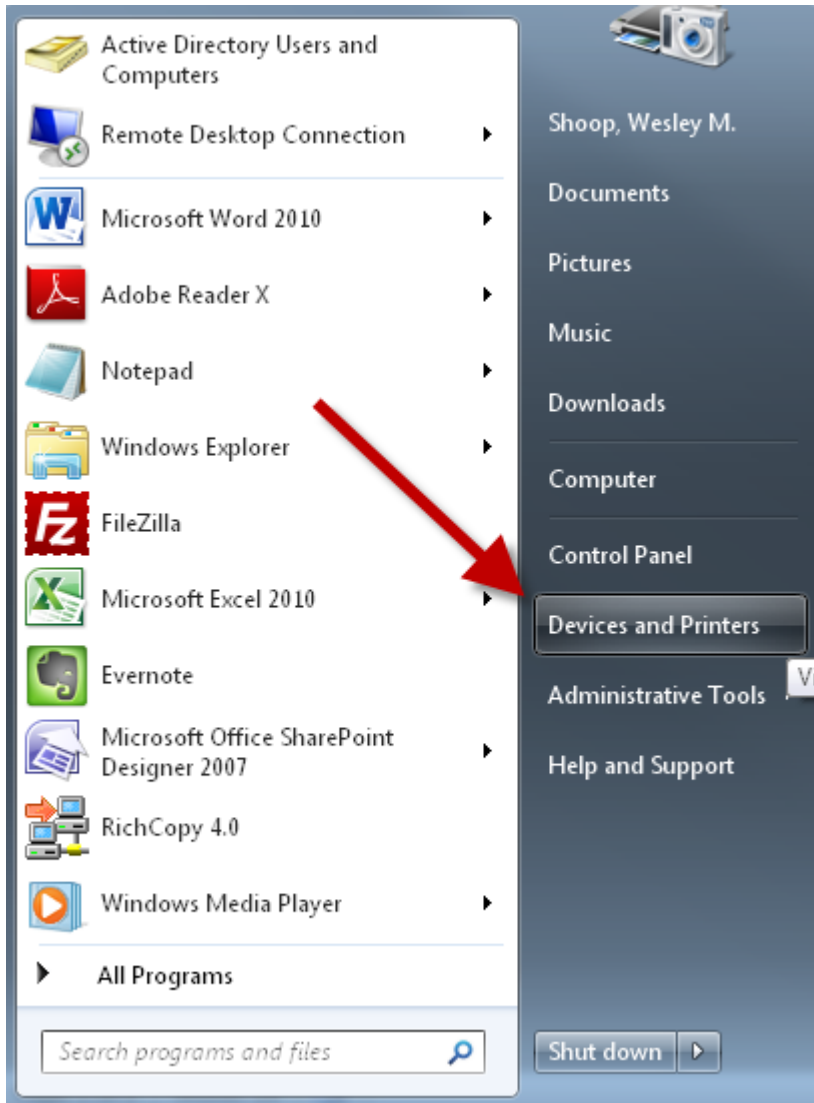 Active Directory Users and
Computers
Remote Desktop Connection
Microsoft Word 2010
Adobe Reader X
Notepad
Windows Explorer
FileZilla
Microsoft Excel 2010
Evernote
Microsoft Office SharePoint
Designer 2007
RichCopy 4.0
Windows Media Player
All Programs
Search programs and files
Shoop, Wesley M.
Documents
Pictures
Music
Downloads
Computer
Control Panel
Devices and Printers
Administrative Tools
Help and Support
Shut down